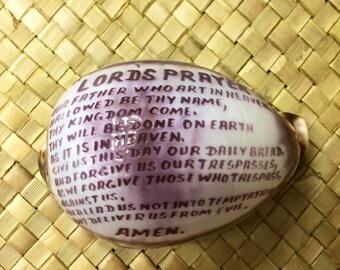 LORDS PRAYER
OUR FATHER WHO ART IN HEAVEN,
HALLOWED BE THY NAME,
THY KINGDOM COME.
THY WILL BE DONE ON EARTH
AS IT IS IN HEAVEN.
GIVE US THIS DAY OUR DAILY BREAD.
AND FORGIVE US OUR TRESPASSES,
AS WE FORGIVE THOSE WHO TRESPASS,
AGAINST US,
AND LEAD US NOT INTO TEMPTATION
BUT DELIVER US FROM EVIL.
AMEN.